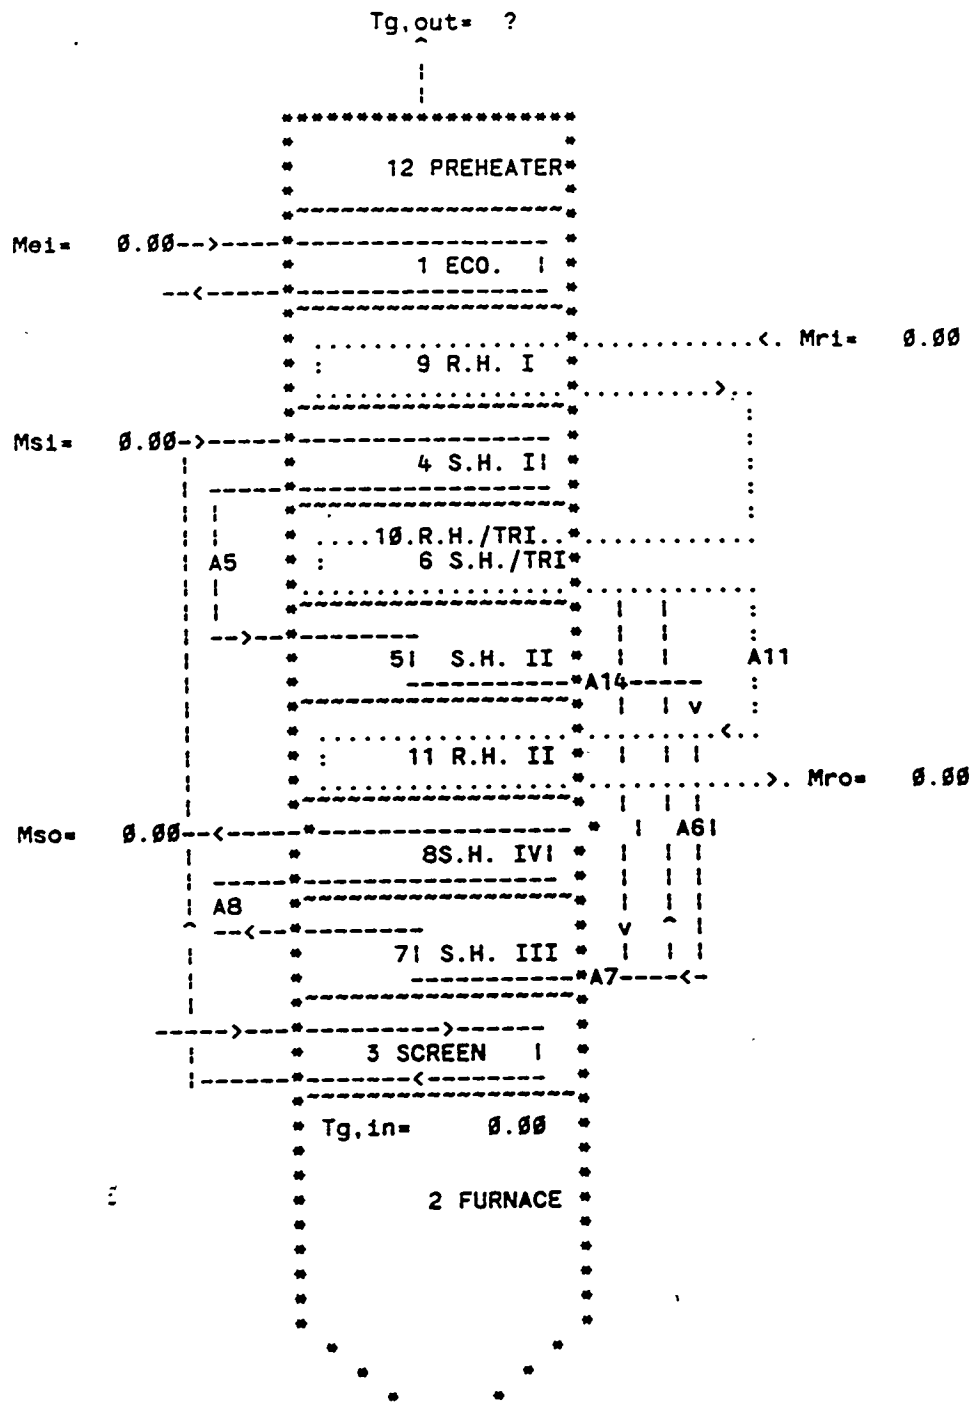 Tg,out= ?
12 PREHEATER
Mei= 0.00
1 ECO.
Mri= 0.00
9 R.H. I
Msi= 0.00
4 S.H. I
10.R.H./TRI
A5
6 S.H./TRI
5 S.H. II
A11
A14
11 R.H. II
Mro= 0.00
Mso= 0.00
A6
8S.H. IV
A8
7 S.H. III
A7
3 SCREEN
Tg,in= 0.00
2 FURNACE